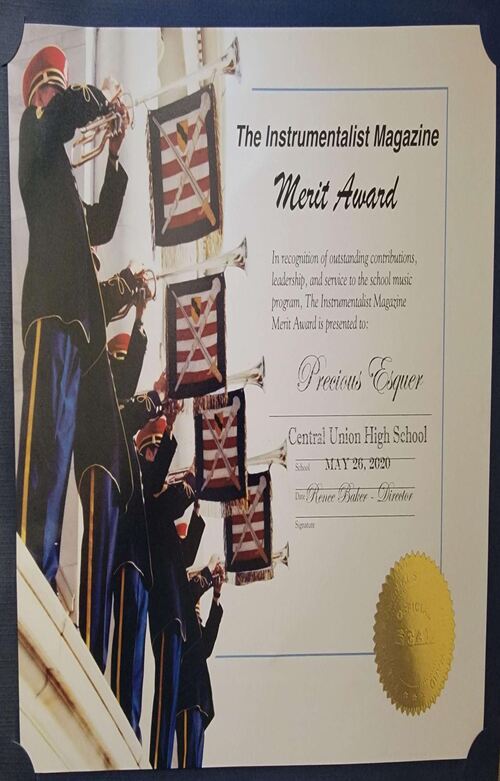 The Instrumentalist Magazine
Merit Award
In recognition of outstanding contributions,
leadership, and service to the school music
program, The Instrumentalist Magazine
Merit Award is presented to:
Precious Esquer
Central Union High School
School MAY 26, 2020
Date Renee Baker - Director
Signature